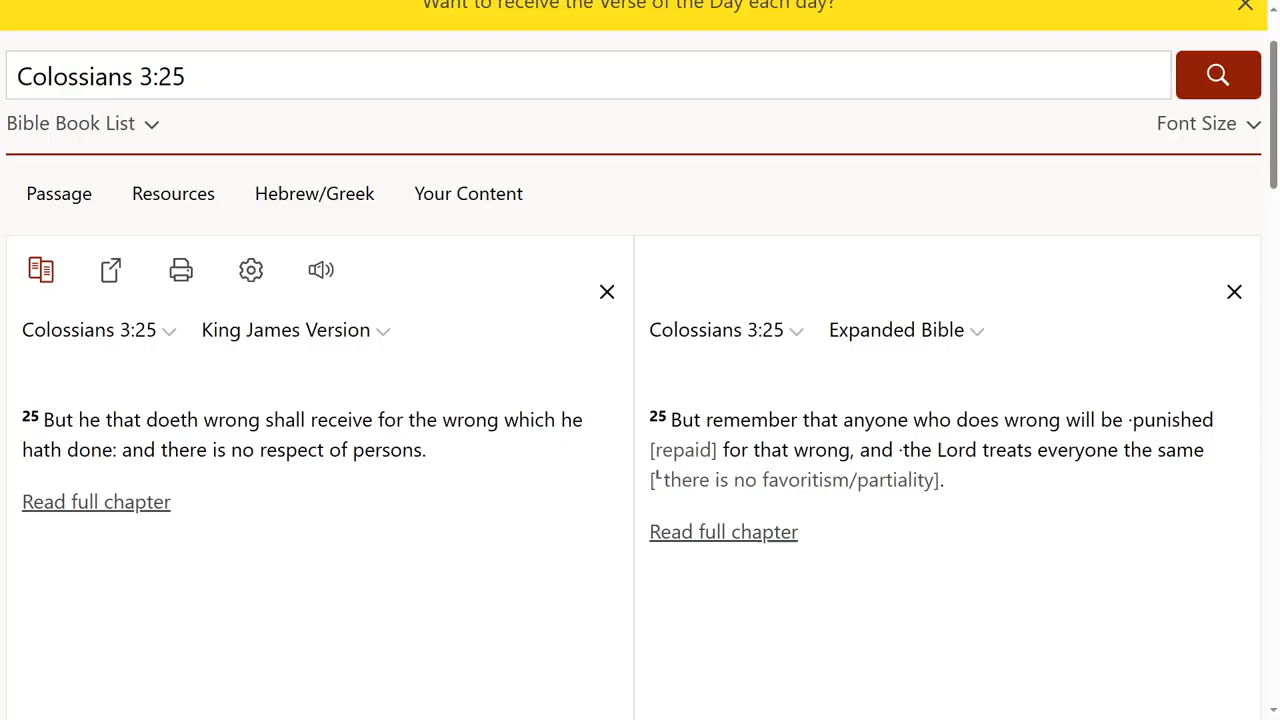 Want to receive the Verse of the Day each day?
Colossians 3:25
Bible Book List
Font Size
Passage Resources Hebrew/Greek Your Content
Colossians 3:25 King James Version
25 But he that doeth wrong shall receive for the wrong which he
hath done: and there is no respect of persons.
Read full chapter
Colossians 3:25 Expanded Bible
25 But remember that anyone who does wrong will be ·punished
[repaid] for that wrong, and ·the Lord treats everyone the same
[Lthere is no favoritism/partiality].
Read full chapter